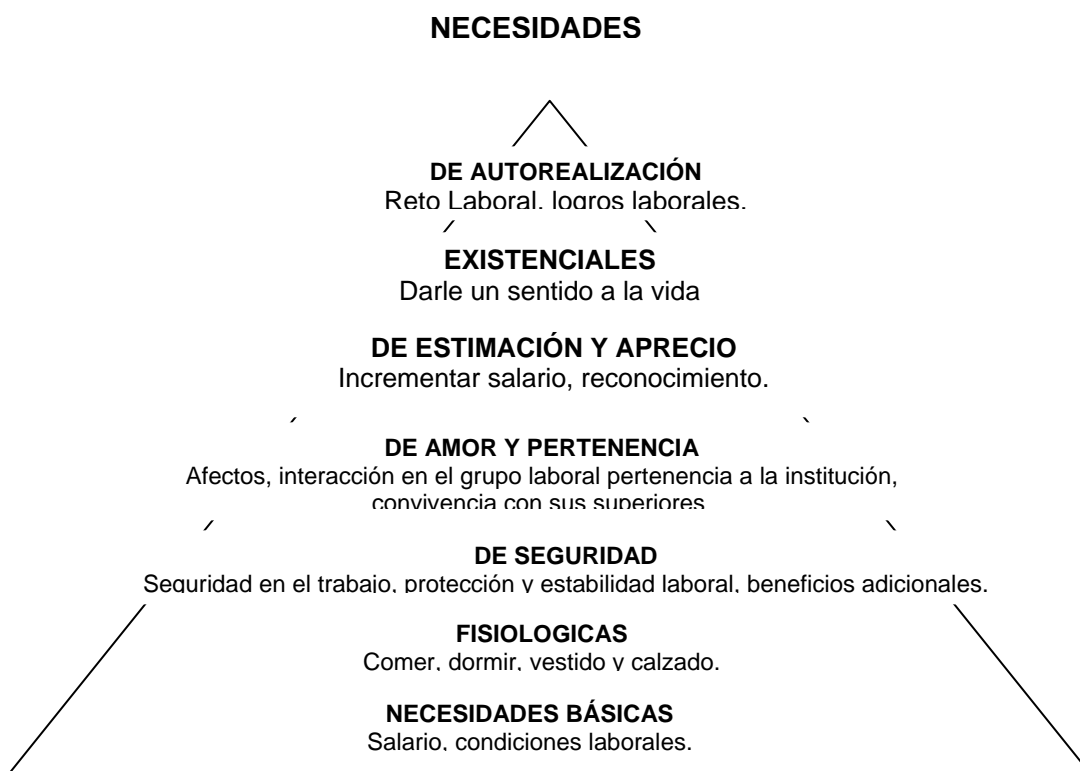 NECESIDADES
DE AUTOREALIZACIÓN
Reto Laboral, logros laborales.
EXISTENCIALES
Darle un sentido a la vida
DE ESTIMACIÓN Y APRECIO
Incrementar salario, reconocimiento.
DE AMOR Y PERTENENCIA
Afectos, interacción en el grupo laboral pertenencia a la institución,
convivencia con sus superiores
DE SEGURIDAD
Seguridad en el trabajo, protección y estabilidad laboral, beneficios adicionales.
FISIOLOGICAS
Comer, dormir, vestido y calzado.
NECESIDADES BÁSICAS
Salario, condiciones laborales.